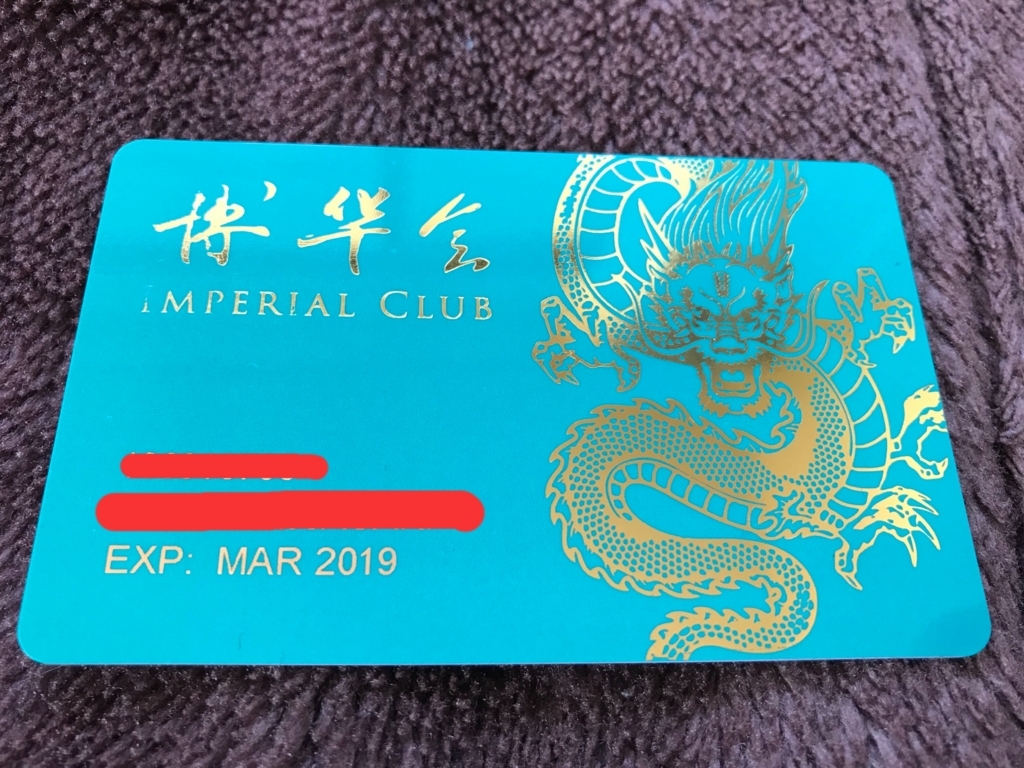 博华会
IMPERIAL CLUB
EXP: MAR 2019